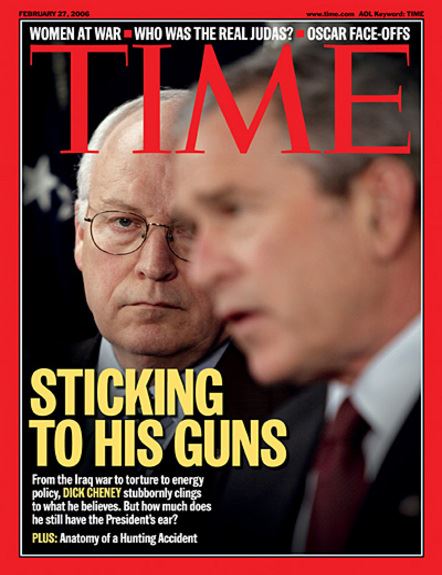 FEBRUARY 27, 2006 www.time.com AOL Keyword: TIME
WOMEN AT WAR ■ WHO WAS THE REAL JUDAS? ■ OSCAR FACE-OFFS
TIME
STICKING
TO HIS GUNS
From the Iraq war to torture to energy
policy, DICK CHENEY stubbornly clings
to what he believes. But how much does
he still have the President's ear?
PLUS: Anatomy of a Hunting Accident